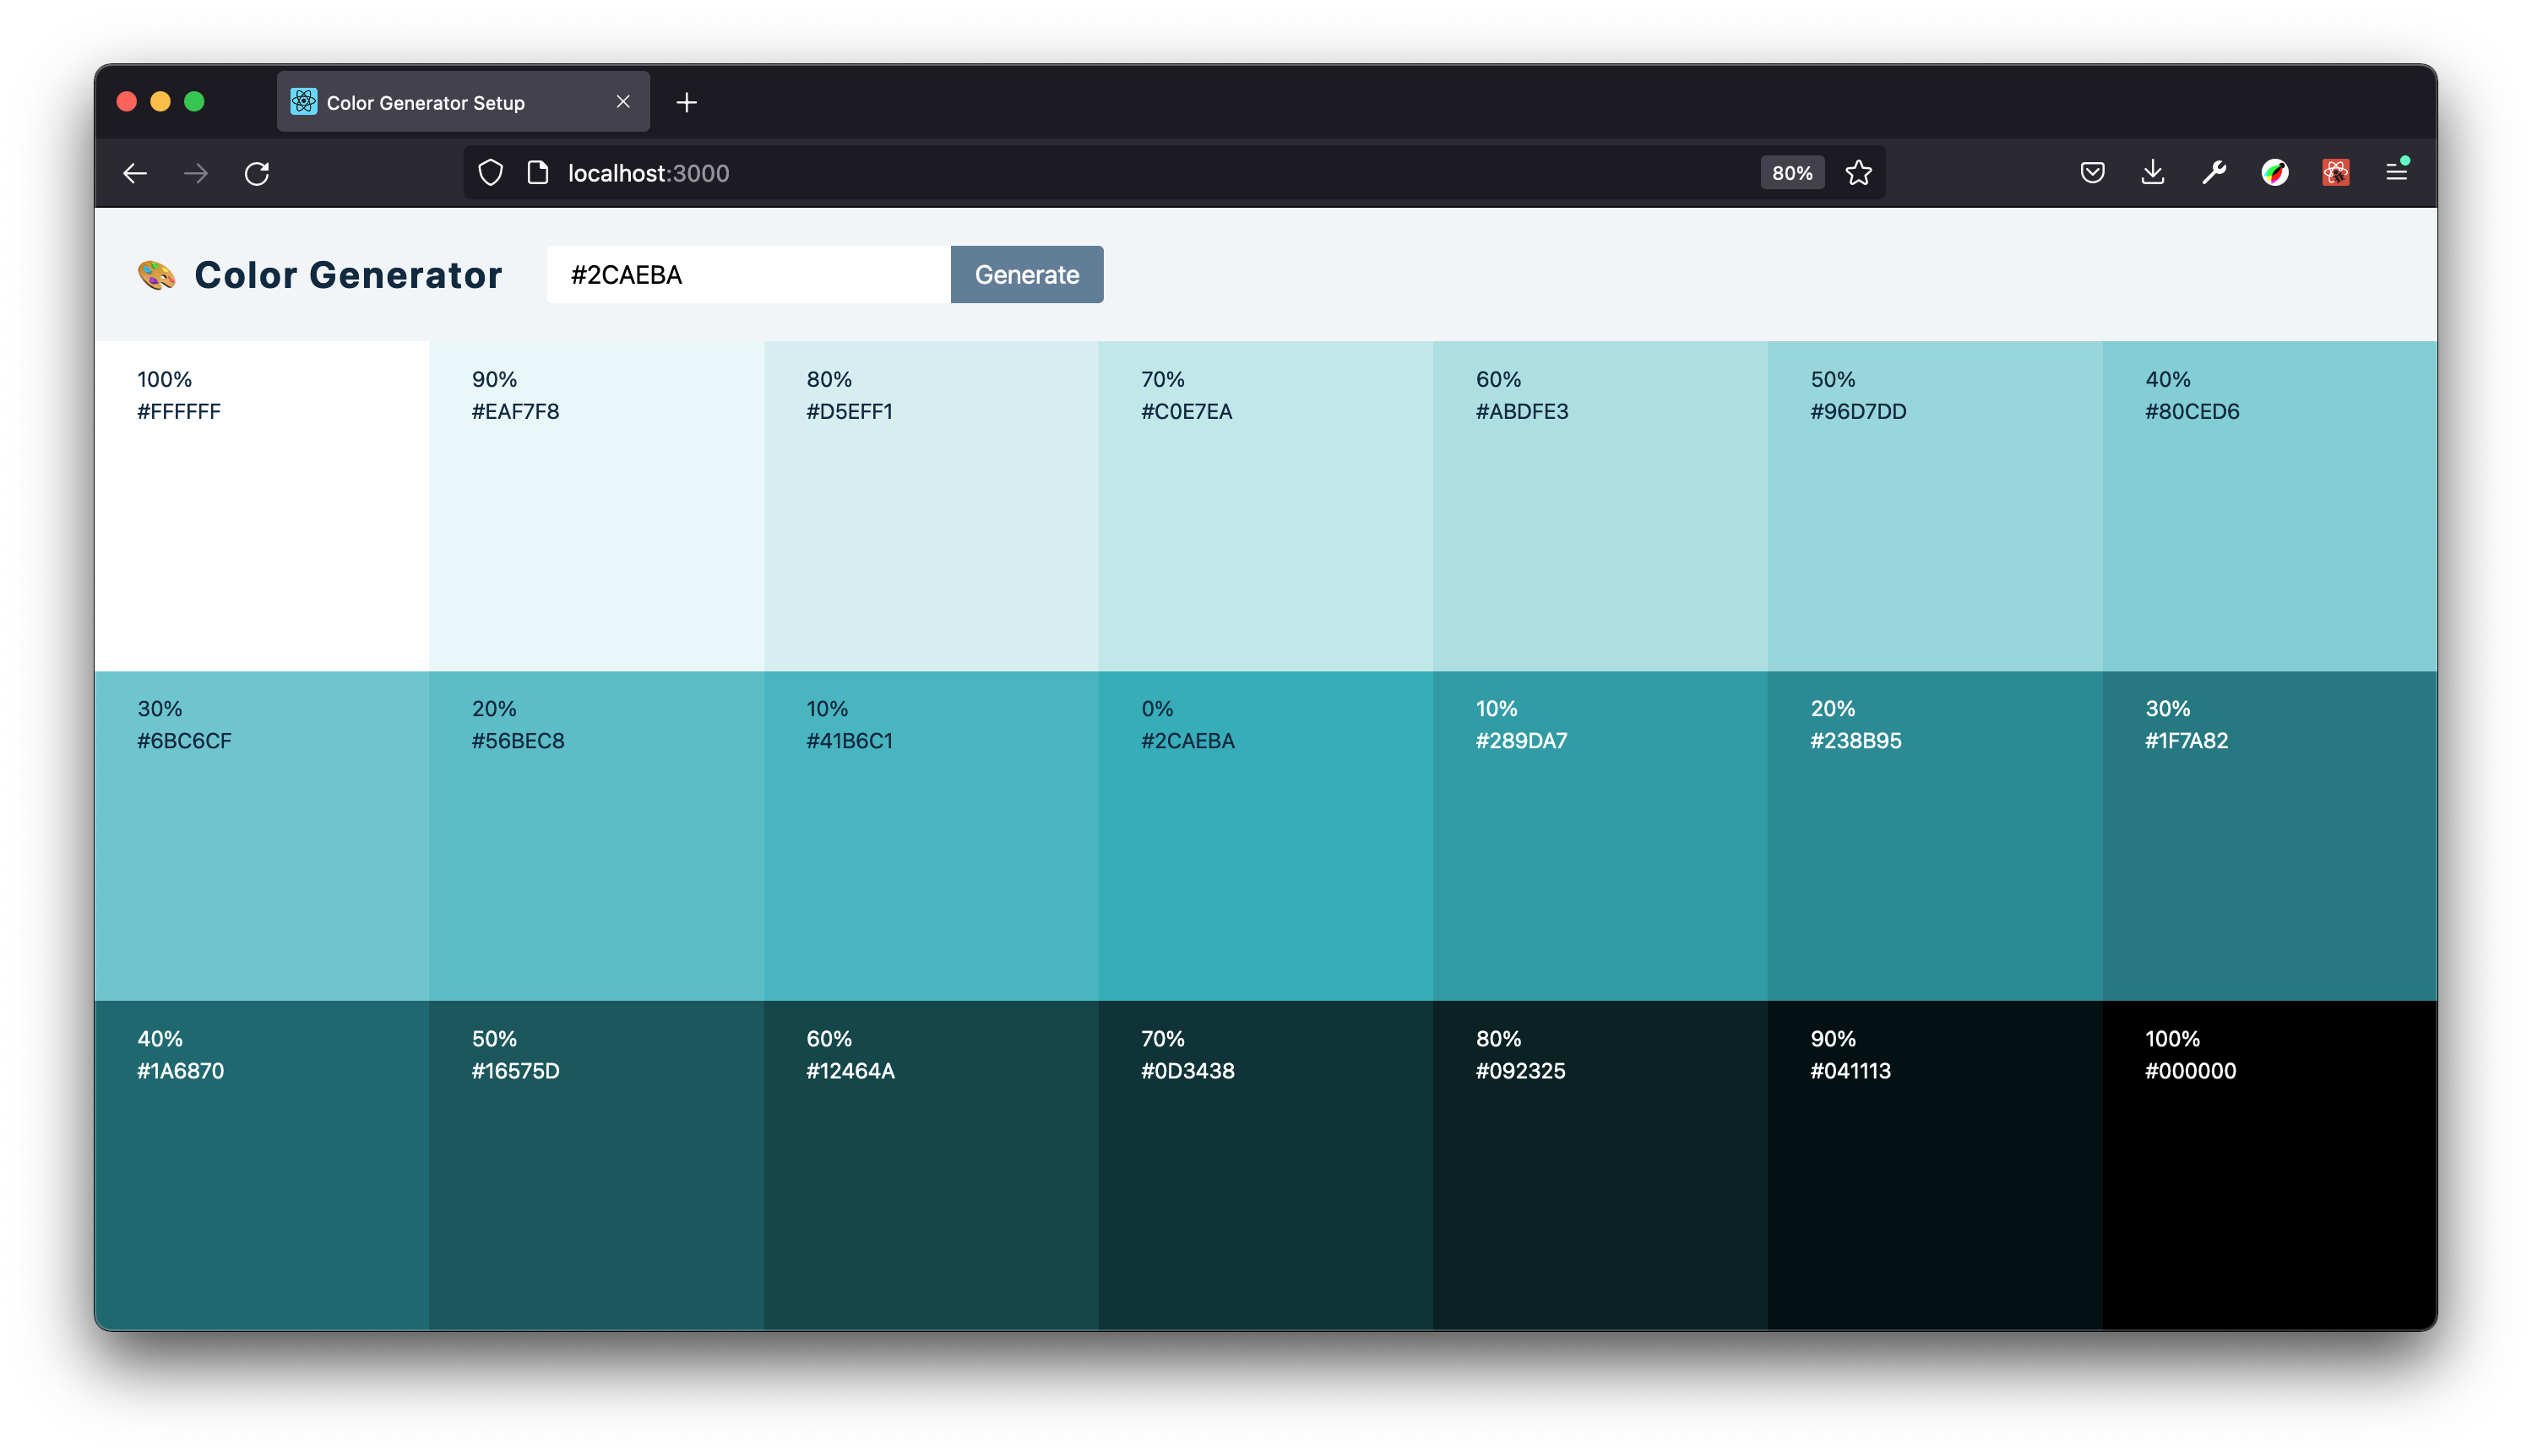 Color Generator Setup
localhost:3000
80%
Color Generator
#2CAEBA
Generate
100%
#FFFFFF
90%
#EAF7F8
80%
#D5EFF1
70%
#C0E7EA
60%
#ABDFE3
50%
#96D7DD
40%
#80CED6
30%
#6BC6CF
20%
#56BEC8
10%
#41B6C1
0%
#2CAEBA
10%
#289DA7
20%
#238B95
30%
#1F7A82
40%
#1A6870
50%
#16575D
60%
#12464A
70%
#0D3438
80%
#092325
90%
#041113
100%
#000000